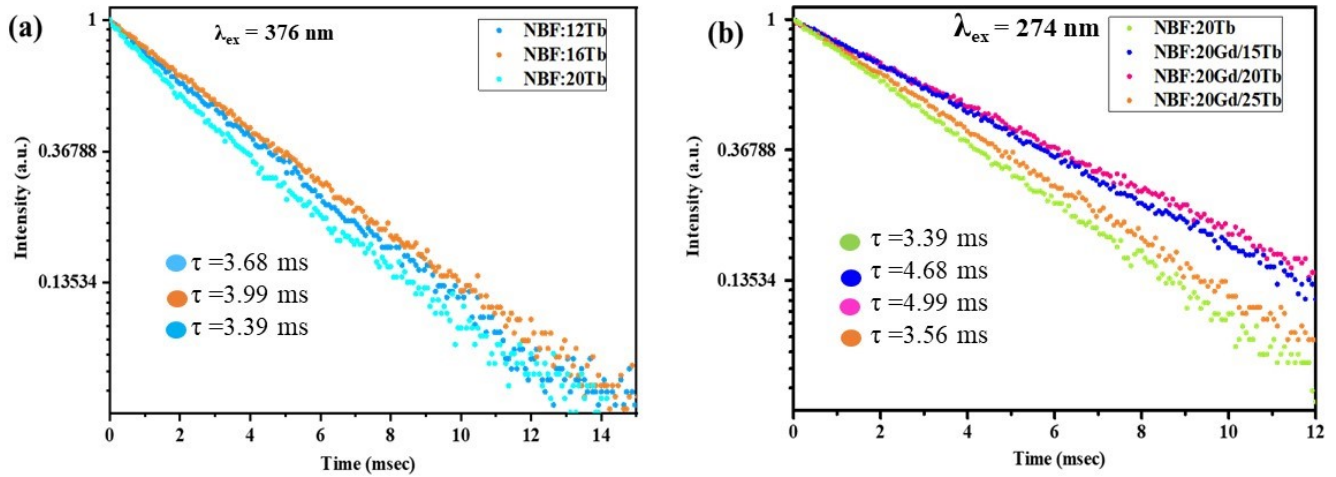 (a)
λex = 376 nm
NBF:12Tb
NBF:16Tb
NBF:20Tb
1
0.36788
0.13534
Intensity (a.u.)
τ =3.68 ms
τ =3.99 ms
τ =3.39 ms
0 2 4 6 8 10 12 14
Time (msec)
(b)
λex = 274 nm
NBF:20Tb
NBF:20Gd/15Tb
NBF:20Gd/20Tb
NBF:20Gd/25Tb
1
0.36788
0.13534
Intensity (a.u.)
τ =3.39 ms
τ =4.68 ms
τ =4.99 ms
τ =3.56 ms
0 2 4 6 8 10 12
Time (msec)